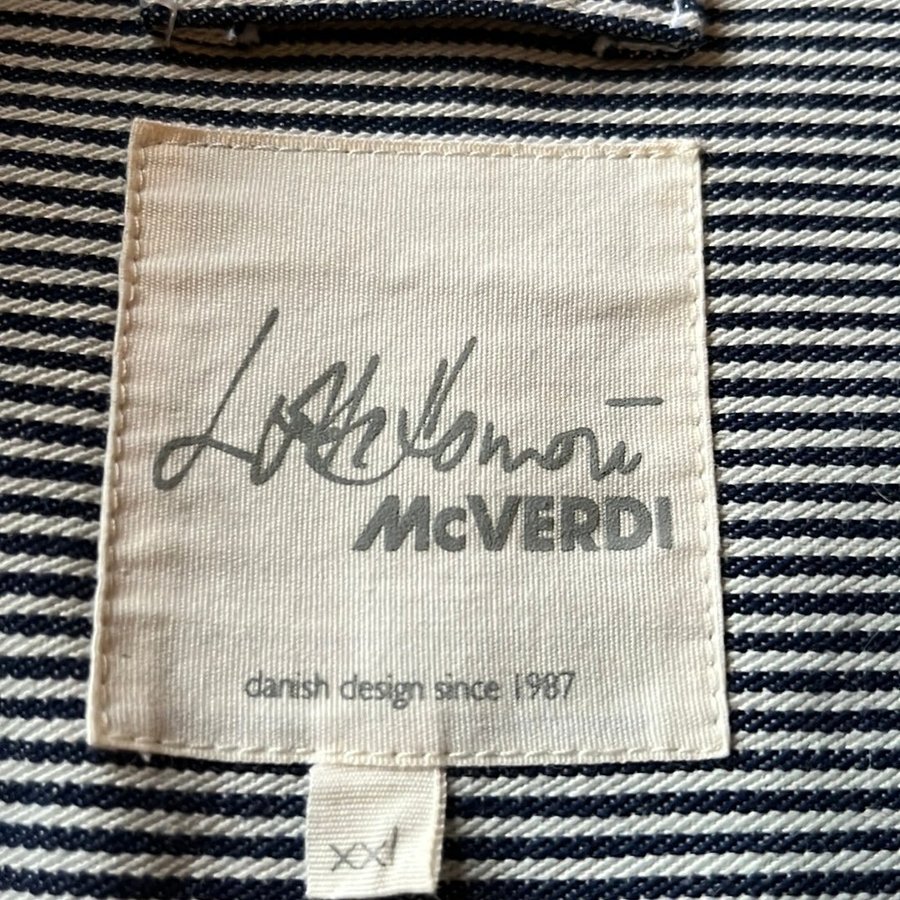 McVERDI
danish design since 1987
xxl